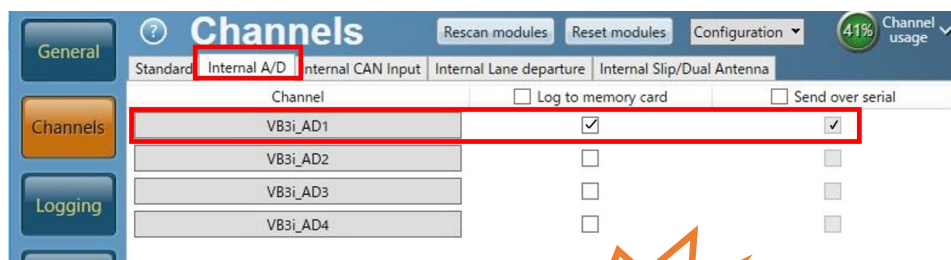 General
? Channels Rescan modules Reset modules Configuration 41% Channel usage
Standard Internal A/D Internal CAN Input Internal Lane departure Internal Slip/Dual Antenna
Channel Log to memory card Send over serial
Channels
VB3i_AD1
VB3i_AD2
VB3i_AD3
Logging
VB3i_AD4